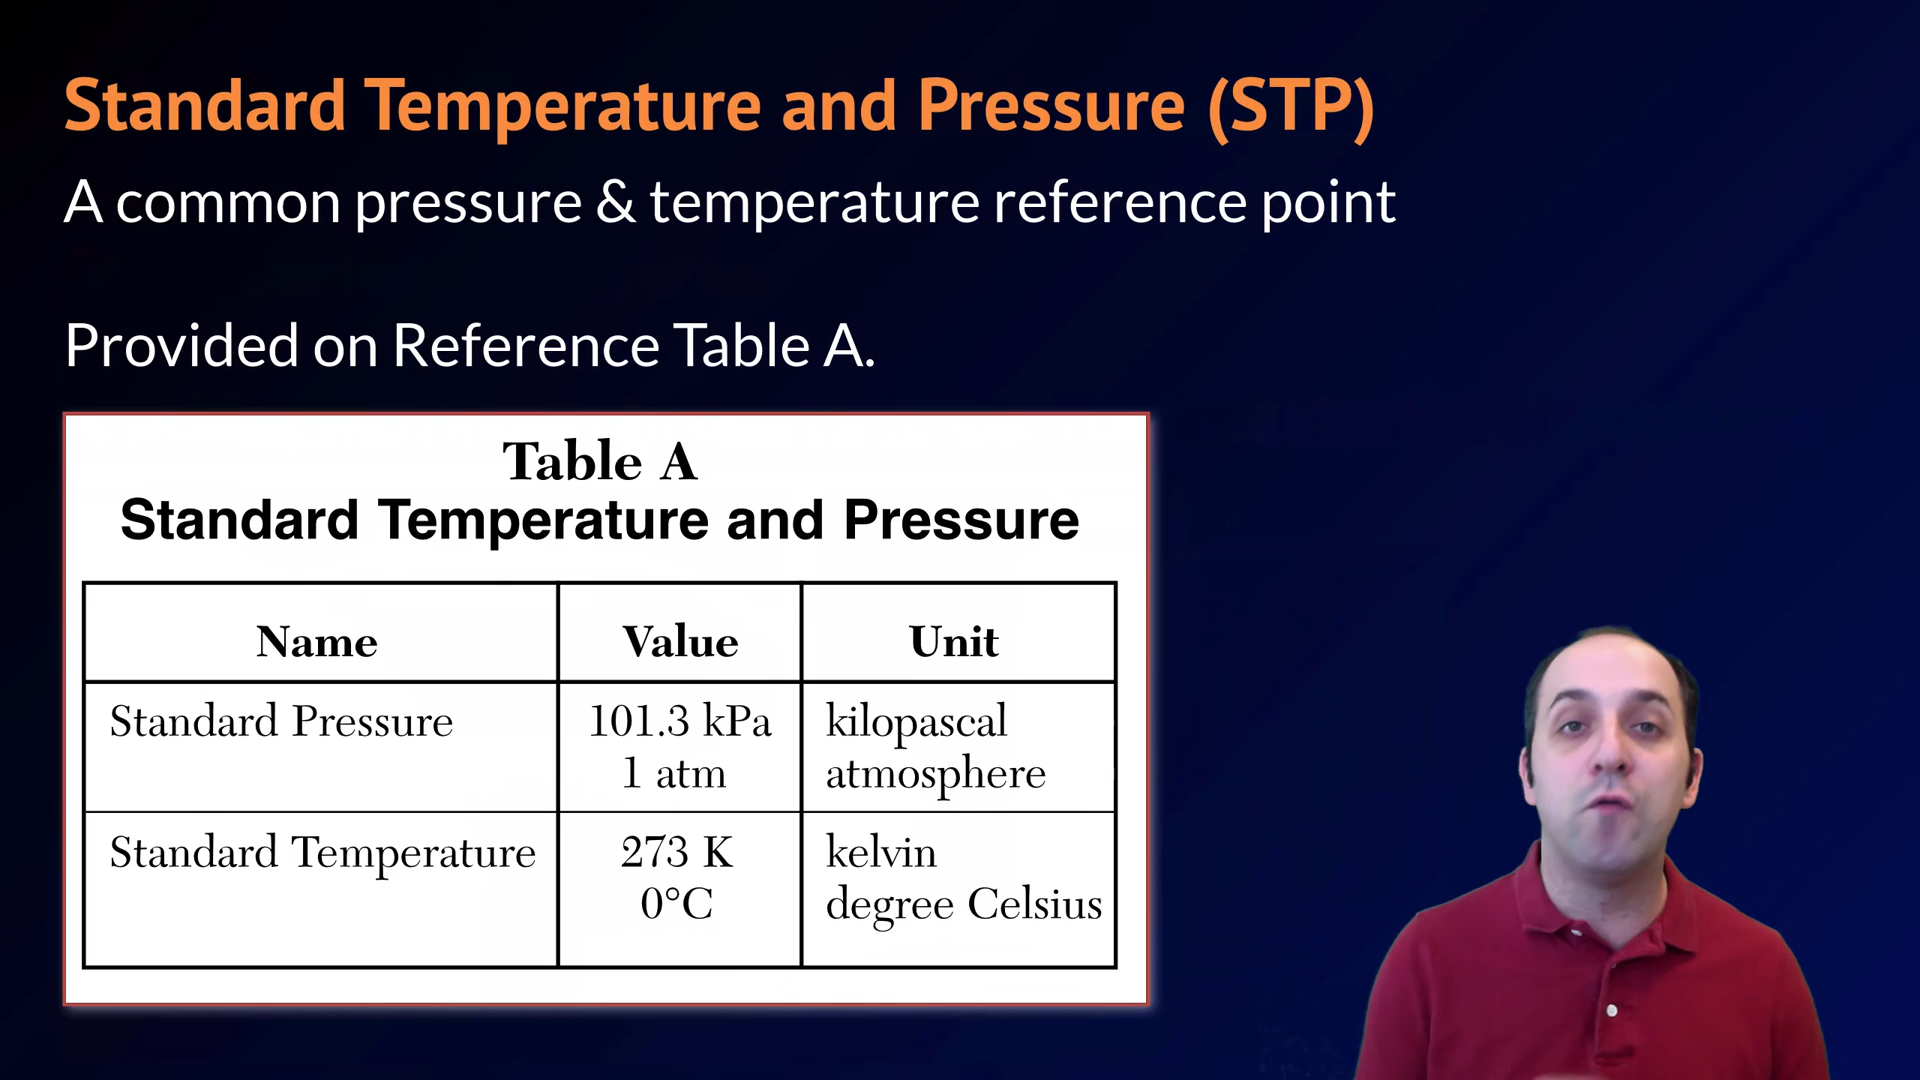 Standard Temperature and Pressure (STP)
A common pressure & temperature reference point
Provided on Reference Table A.
Table A
Standard Temperature and Pressure
Name Value Unit
Standard Pressure 101.3 kPa kilopascal
1 atm atmosphere
Standard Temperature 273 K kelvin
0°C degree Celsius